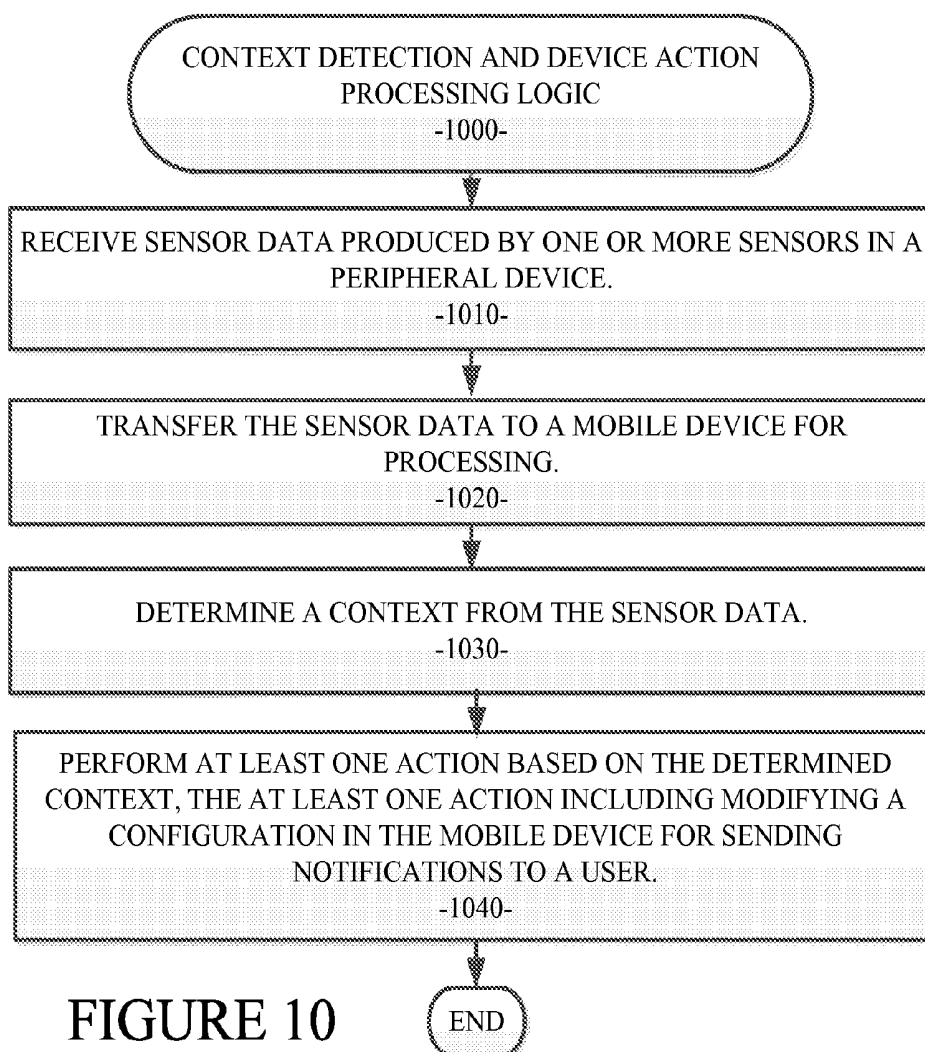 CONTEXT DETECTION AND DEVICE ACTION
PROCESSING LOGIC
-1000-
RECEIVE SENSOR DATA PRODUCED BY ONE OR MORE SENSORS IN A
PERIPHERAL DEVICE.
-1010-
TRANSFER THE SENSOR DATA TO A MOBILE DEVICE FOR
PROCESSING.
-1020-
DETERMINE A CONTEXT FROM THE SENSOR DATA.
-1030-
PERFORM AT LEAST ONE ACTION BASED ON THE DETERMINED
CONTEXT, THE AT LEAST ONE ACTION INCLUDING MODIFYING A
CONFIGURATION IN THE MOBILE DEVICE FOR SENDING
NOTIFICATIONS TO A USER.
-1040-
END
FIGURE 10